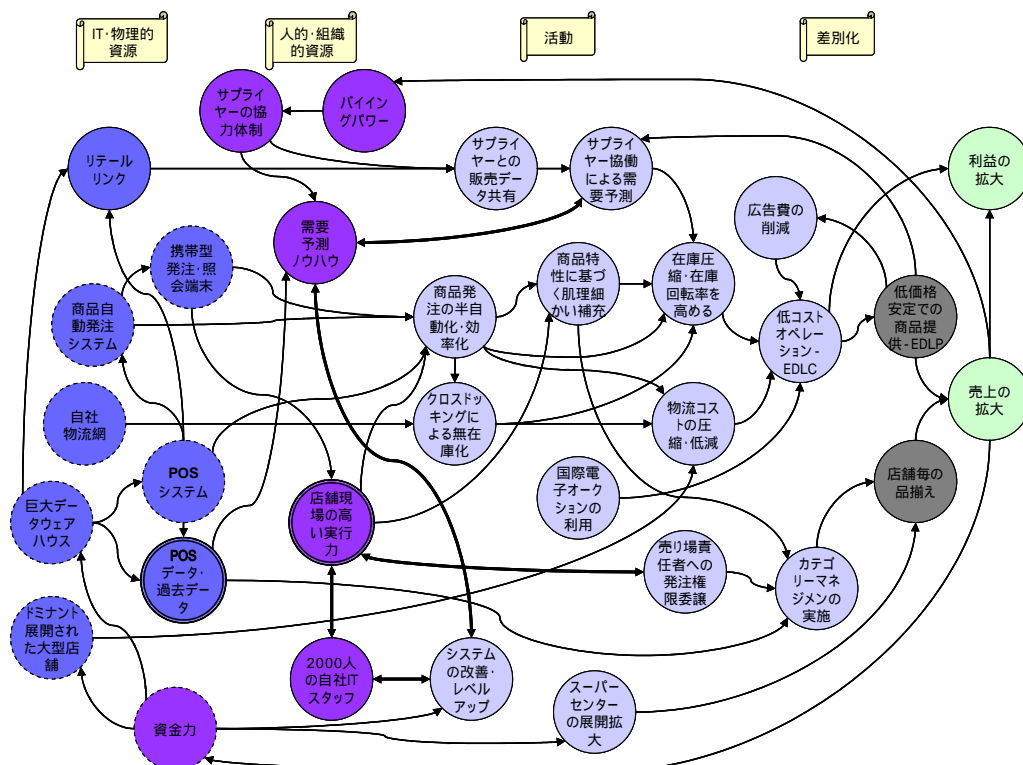 IT･物理的
資源
人的･組織
的資源
活動
差別化
サプライ
ヤーの協
力体制
バイイン
グパワー
リテール
リンク
サプライ
ヤーとの
販売デー
タ共有
サプライ
ヤー協働
による需
要予測
利益の
拡大
需要
予測
ノウハウ
広告費の
削減
携帯型
発注･照
会端末
商品自
動発注
システム
商品発
注の半自
動化･効
率化
商品特
性に基づ
く肌理細
かい補充
在庫圧
縮･在庫
回転率を
高める
低コスト
オペレー
ション -
EDLC
低価格
安定での
商品提
供 - EDLP
自社
物流網
クロスドッ
キングに
よる無在
庫化
物流コス
トの圧
縮･低減
売上の
拡大
POS
システム
巨大デー
タウェア
ハウス
店舗現
場の高
い実行
力
国際電
子オーク
ションの
利用
店舗毎の
品揃え
POS
データ･
過去デー
タ
売り場責
任者への
発注権
限委譲
カテゴ
リーマネ
ジメンの
実施
ドミナント
展開され
た大型店
舗
2000人
の自社IT
スタッフ
システム
の改善･
レベル
アップ
スーパー
センター
の展開拡
大
資金力